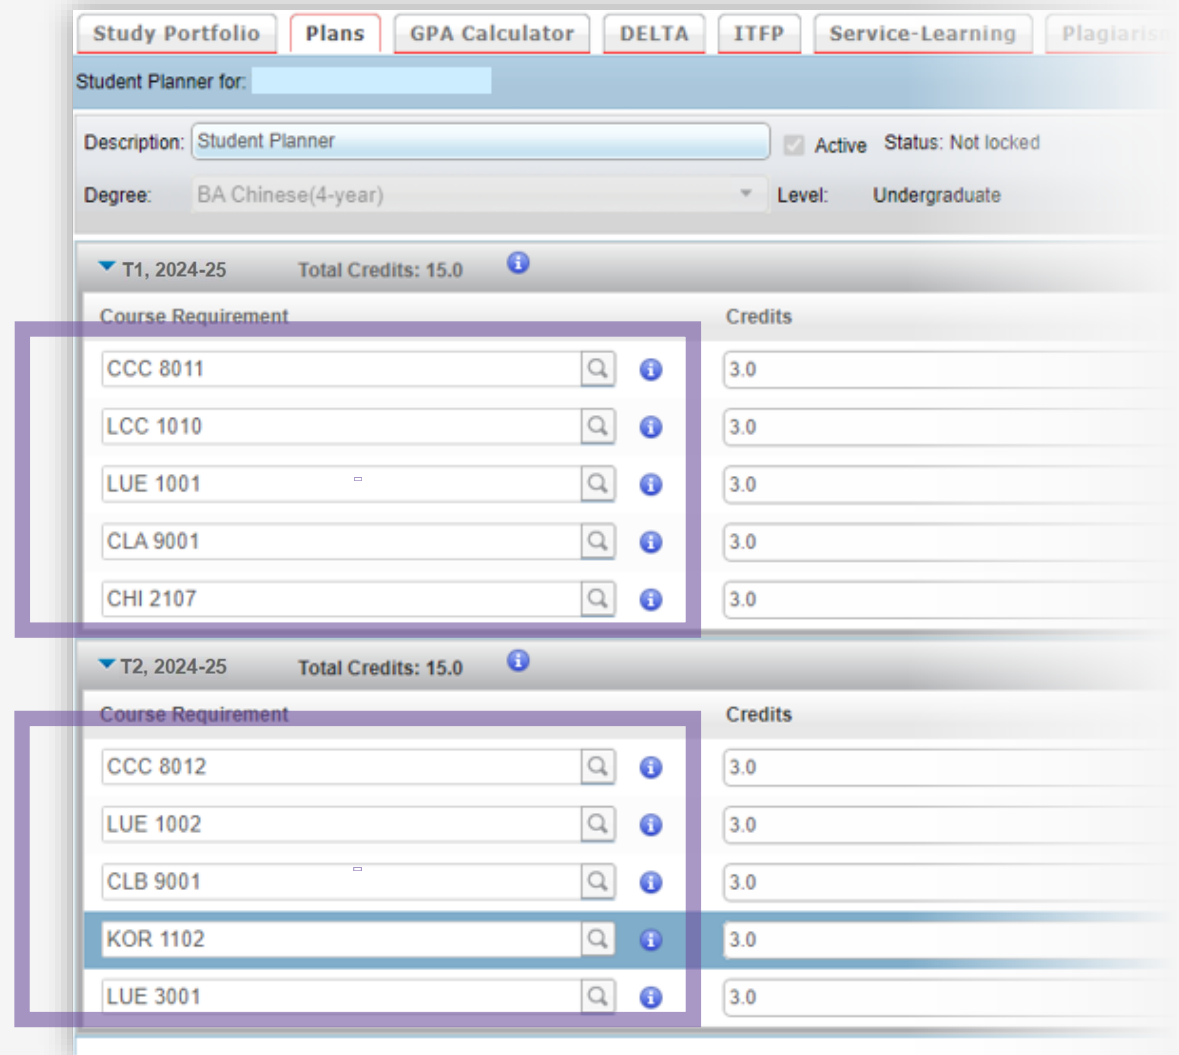 Study Portfolio Plans GPA Calculator DELTA ITFP Service-Learning Plagiarism
Student Planner for:
Description: Student Planner Active Status: Not locked
Degree: BA Chinese(4-year) Level: Undergraduate
T1, 2024-25 Total Credits: 15.0
Course Requirement Credits
CCC 8011 3.0
LCC 1010 3.0
LUE 1001 3.0
CLA 9001 3.0
CHI 2107 3.0
T2, 2024-25 Total Credits: 15.0
Course Requirement Credits
CCC 8012 3.0
LUE 1002 3.0
CLB 9001 3.0
KOR 1102 3.0
LUE 3001 3.0